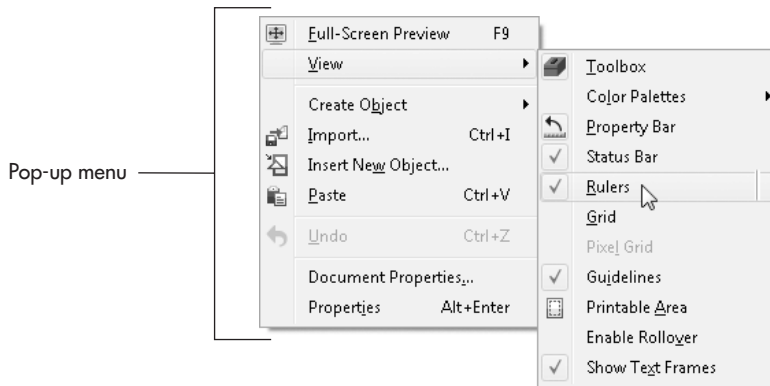 Pop-up menu
Full-Screen Preview F9
View
Create Object
Import... Ctrl+I
Insert New Object...
Paste Ctrl+V
Undo Ctrl+Z
Document Properties...
Properties Alt+Enter
Toolbox
Color Palettes
Property Bar
Status Bar
Rulers
Grid
Pixel Grid
Guidelines
Printable Area
Enable Rollover
Show Text Frames